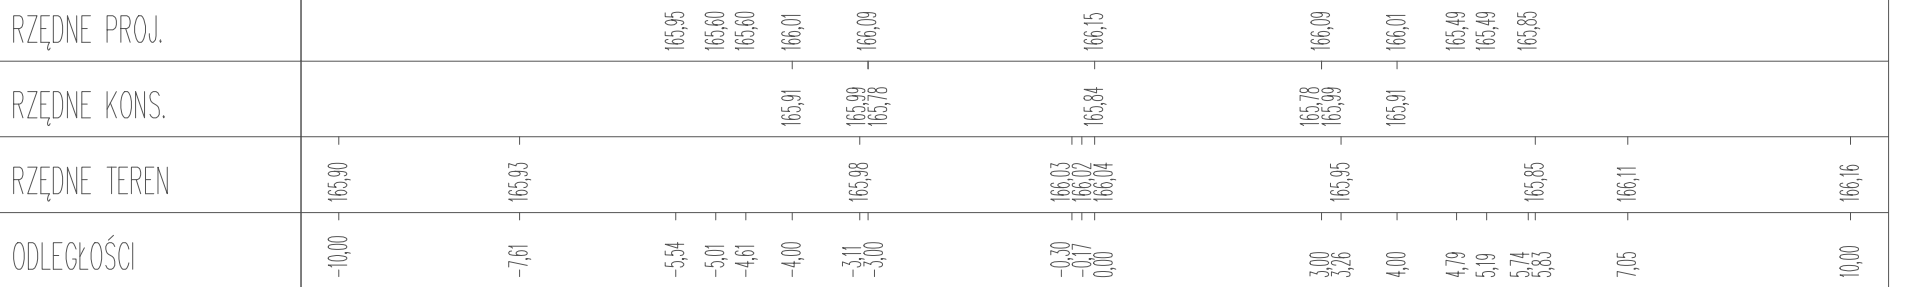 RZĘDNE PROJ. 165,95 165,60 165,60 166,01 166,09 166,15 166,09 166,01 165,49 165,49 165,85
RZĘDNE KONS. 165,91 165,99 165,78 165,84 165,78 165,99 165,91
RZĘDNE TEREN 165,90 165,93 165,98 166,03 166,02 166,04 165,95 165,85 166,11 166,16
ODLEGŁOŚCI -10,00 -7,61 -5,54 -5,01 -4,61 -4,00 -3,11 -3,00 -0,30 -0,17 0,00 3,00 3,26 4,00 4,79 5,19 5,74 5,83 7,05 10,00